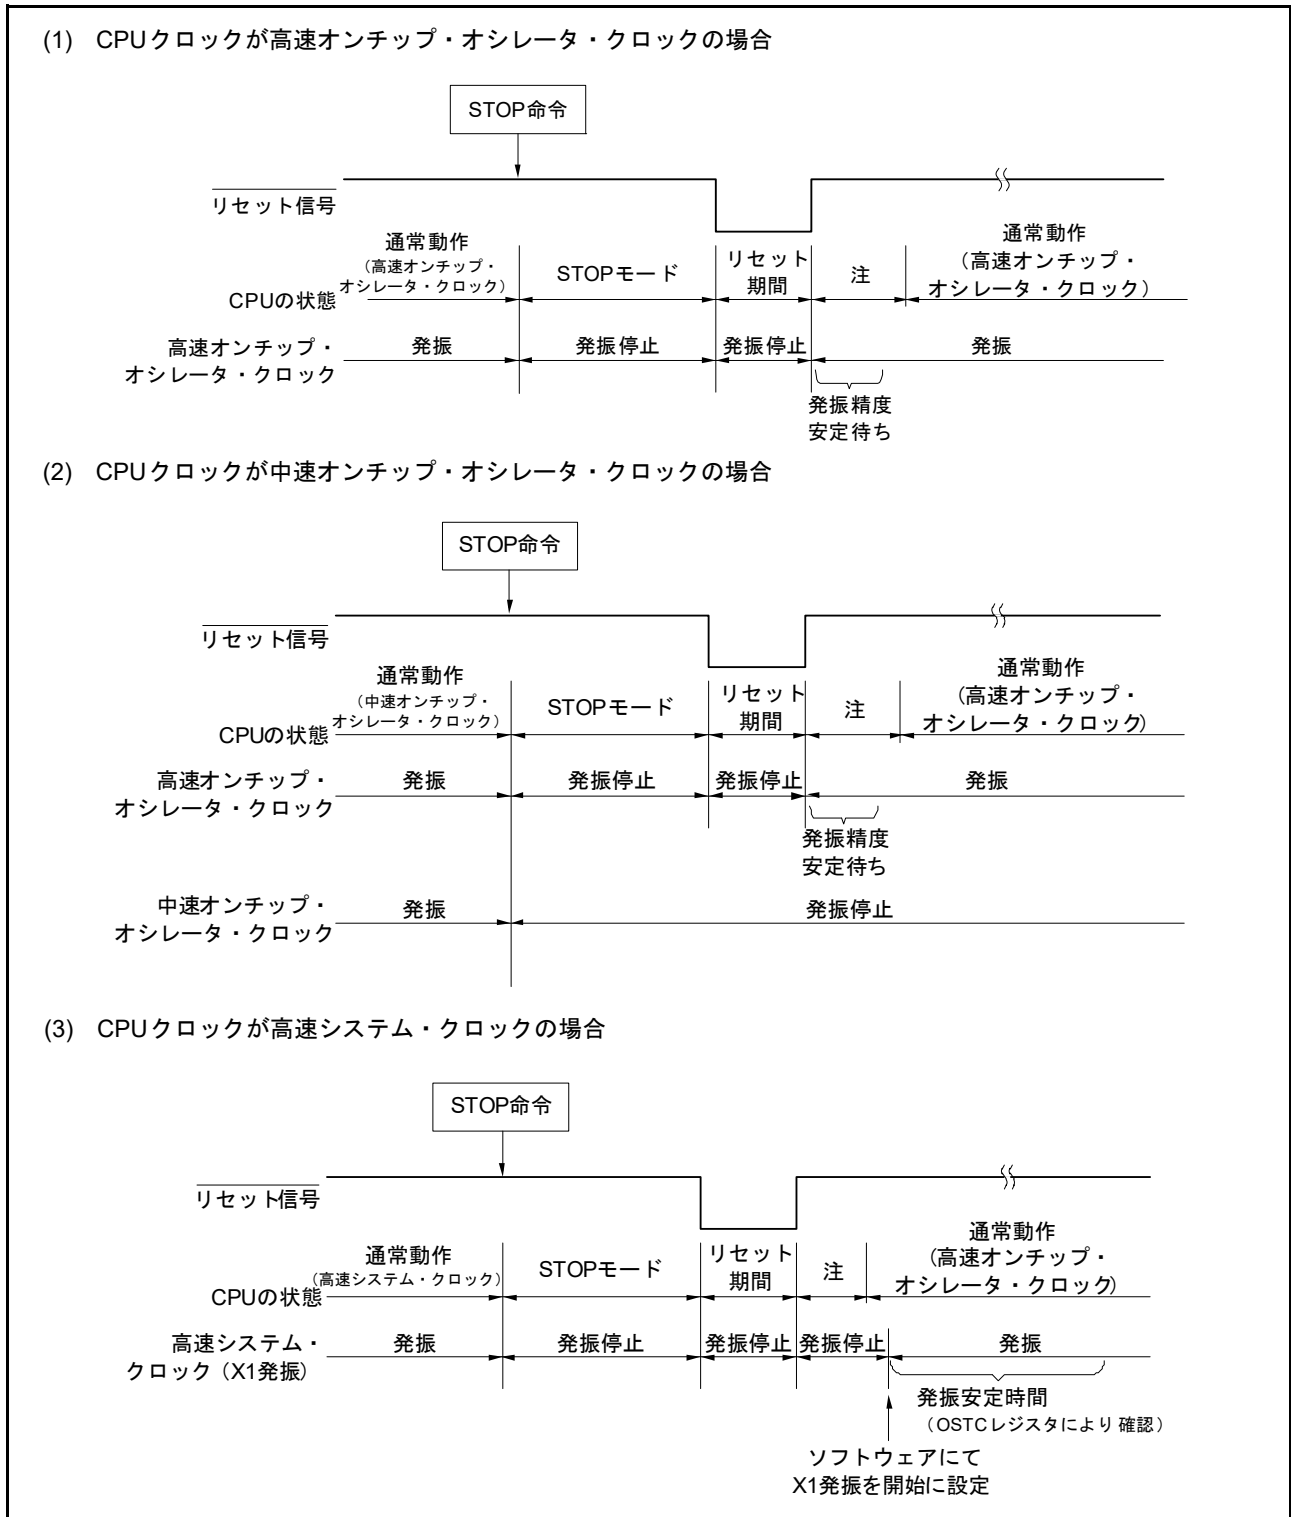 (1) CPUクロックが高速オンチップ・オシレータ・クロックの場合
STOP命令
リセット信号
通常動作
(高速オンチップ・
オシレータ・クロック)
CPUの状態
STOPモード
リセット
期間
注
通常動作
(高速オンチップ・
オシレータ・クロック)
高速オンチップ・
オシレータ・クロック
発振
発振停止
発振停止
発振
発振精度
安定待ち
(2) CPUクロックが中速オンチップ・オシレータ・クロックの場合
STOP命令
リセット信号
通常動作
(中速オンチップ・
オシレータ・クロック)
CPUの状態
STOPモード
リセット
期間
注
通常動作
(高速オンチップ・
オシレータ・クロック)
高速オンチップ・
オシレータ・クロック
発振
発振停止
発振停止
発振
発振精度
安定待ち
中速オンチップ・
オシレータ・クロック
発振
発振停止
(3) CPUクロックが高速システム・クロックの場合
STOP命令
リセット信号
通常動作
(高速システム・クロック)
CPUの状態
STOPモード
リセット
期間
注
通常動作
(高速オンチップ・
オシレータ・クロック)
高速システム・
クロック (X1発振)
発振
発振停止
発振停止
発振停止
発振
発振安定時間
(OSTCレジスタにより確認)
ソフトウェアにて
X1発振を開始に設定